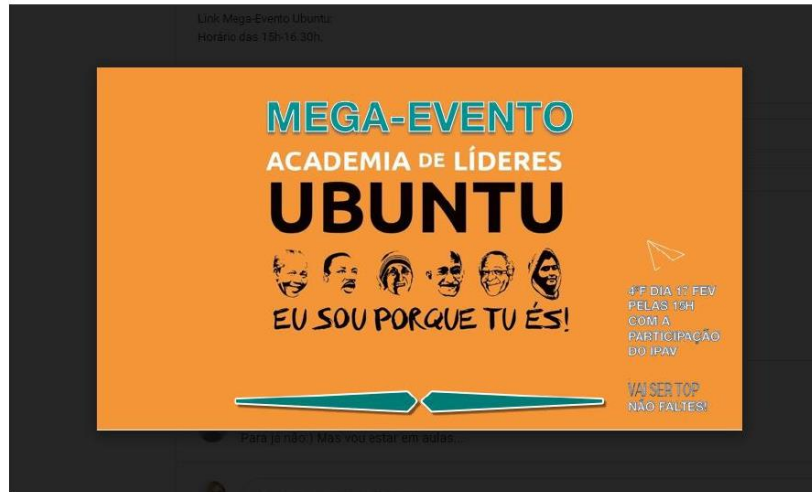 Link Mega-Evento Ubuntu:
Horário das 15h-16.30h.
MEGA-EVENTO
ACADEMIA DE LÍDERES
UBUNTU
EU SOU PORQUE TU ÉS!
4ªF DIA 17 FEV
PELAS 15H
COM A
PARTICIPAÇÃO
DO IPAV
VAI SER TOP
NÃO FALTES!
Para já não:) Mas vou estar em aulas...